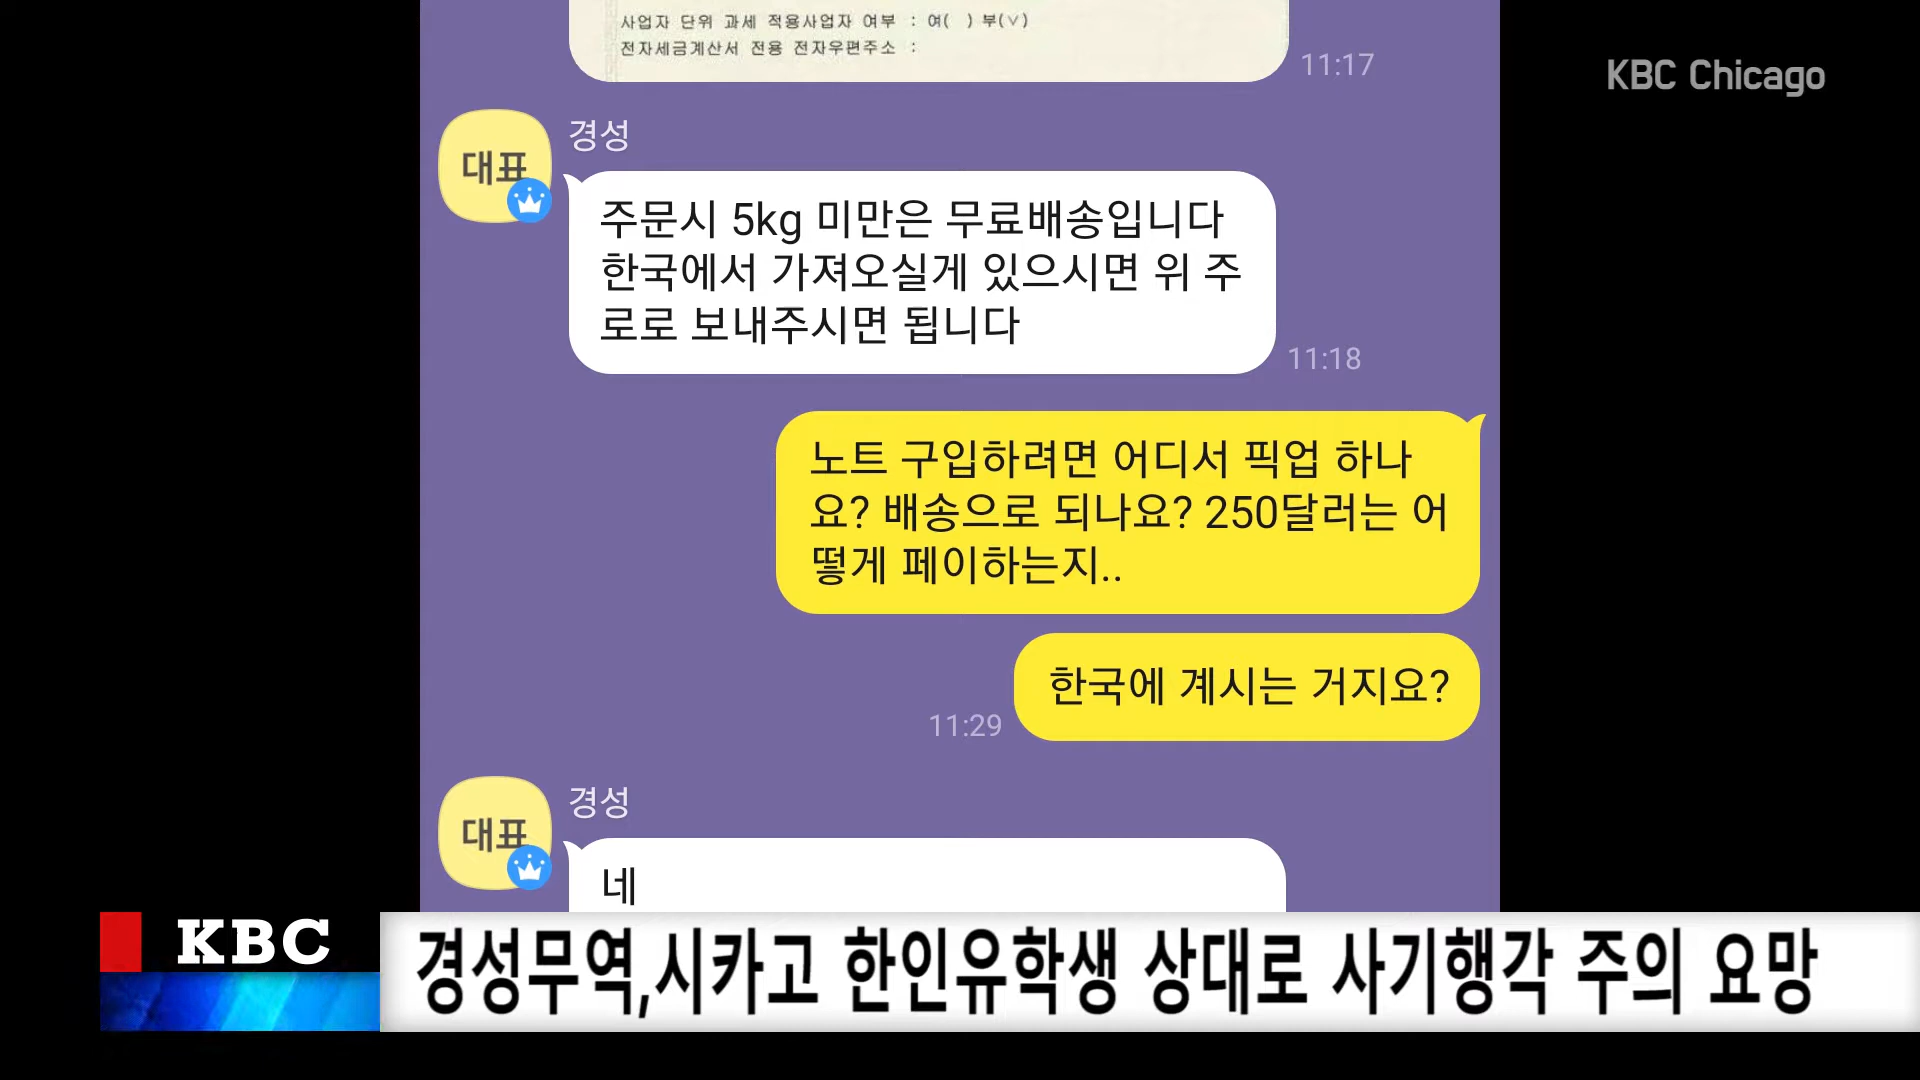 사업자 단위 과세 적용사업자 여부 : 여( ) 부(∨)
전자세금계산서 전용 전자우편주소 :
11:17
KBC Chicago
대표
경성
주문시 5kg 미만은 무료배송입니다
한국에서 가져오실게 있으시면 위 주
로로 보내주시면 됩니다
11:18
노트 구입하려면 어디서 픽업 하나
요? 배송으로 되나요? 250달러는 어
떻게 페이하는지..
한국에 계시는 거지요?
11:29
대표
경성
네
KBC
경성무역,시카고 한인유학생 상대로 사기행각 주의 요망